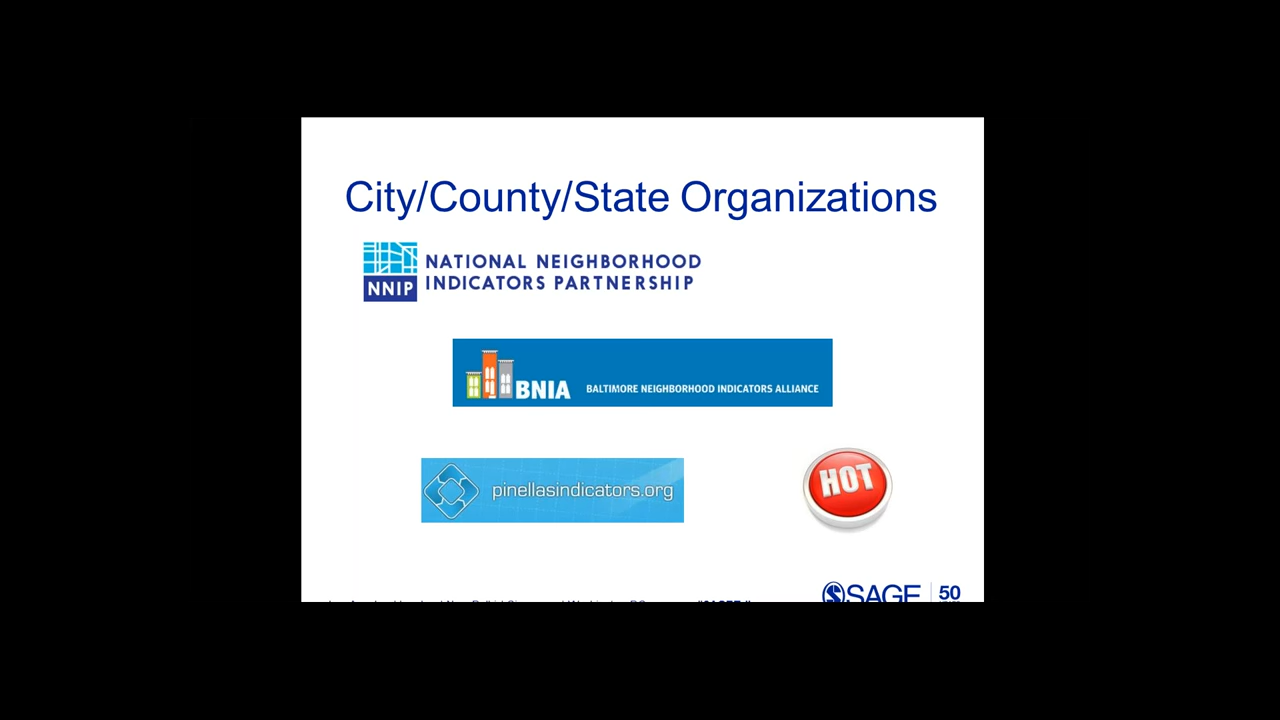 City/County/State Organizations
NNIP
NATIONAL NEIGHBORHOOD
INDICATORS PARTNERSHIP
BNIA
BALTIMORE NEIGHBORHOOD INDICATORS ALLIANCE
pinellasindicators.org
HOT
SAGE
50